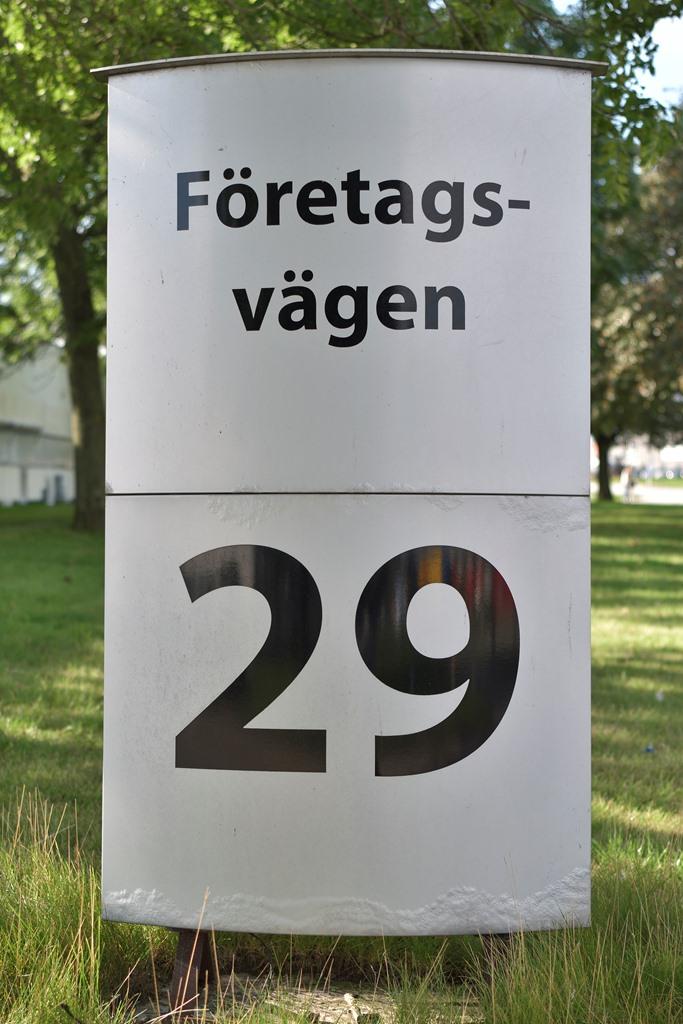 Företags-
vägen
29